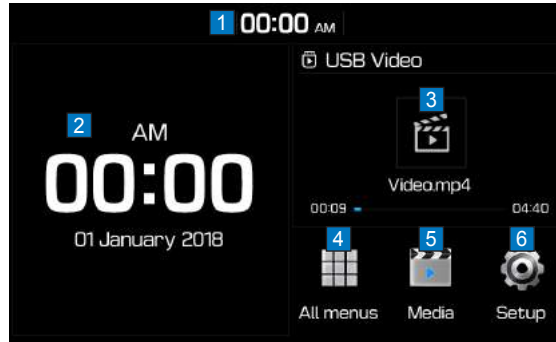 1 00:00 AM
USB Video
2
AM
00:00
01 January 2018
3
Video.mp4
00:09 04:40
4 5 6
All menus Media Setup